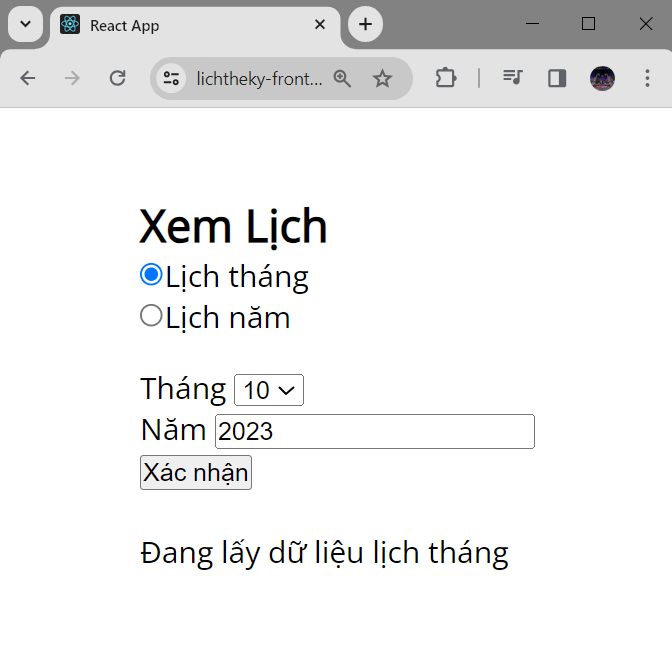 React App
lichtheky-front...
Xem Lịch
Lịch tháng
Lịch năm
Tháng 10
Năm 2023
Xác nhận
Đang lấy dữ liệu lịch tháng